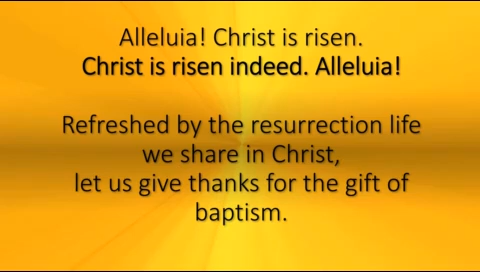 Alleluia! Christ is risen.
Christ is risen indeed. Alleluia!
Refreshed by the resurrection life
we share in Christ,
let us give thanks for the gift of
baptism.